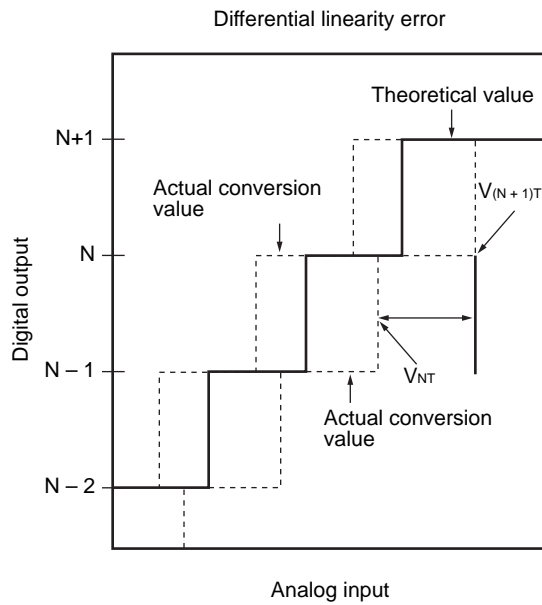 Differential linearity error
Theoretical value
N+1
Actual conversion
value
V(N + 1)T
N
Digital output
N – 1
VNT
Actual conversion
value
N – 2
Analog input